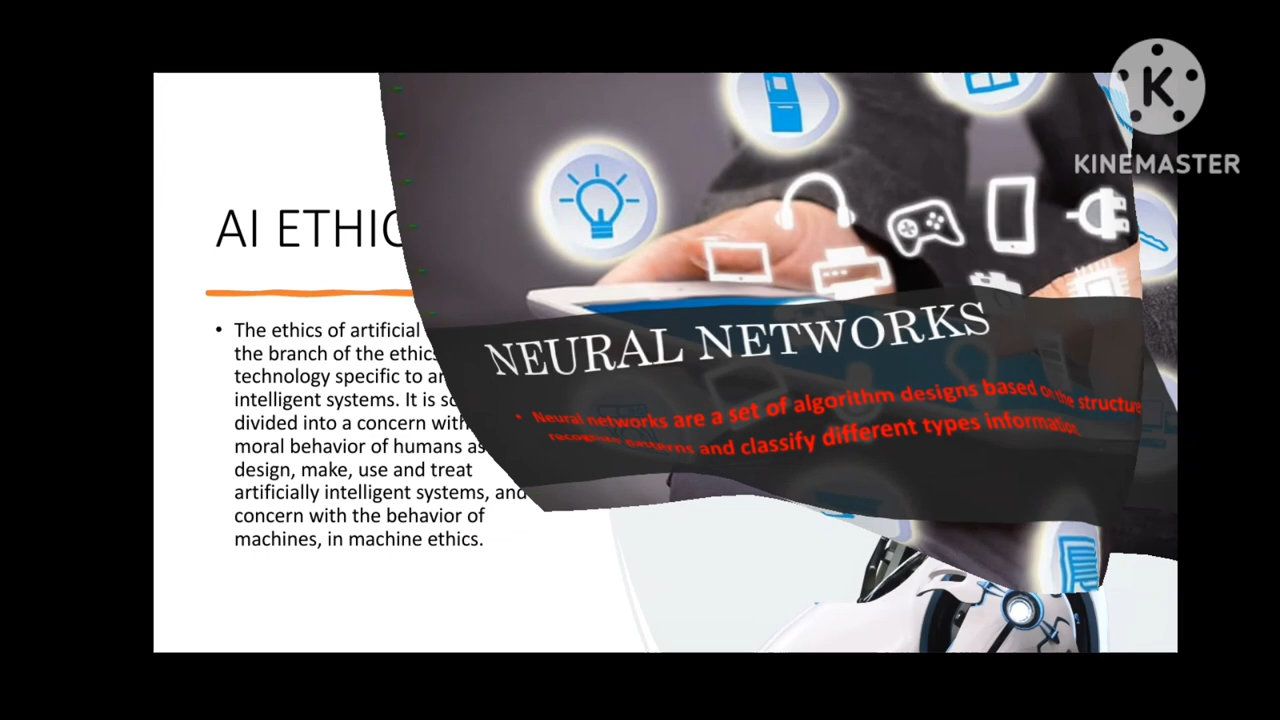 K
KINEMASTER
AI ETHIC
• The ethics of artificial
the branch of the ethics
technology specific to
intelligent systems. It is
divided into a concern with
moral behavior of humans as
design, make, use and treat
artificially intelligent systems, and
concern with the behavior of
machines, in machine ethics.
NEURAL NETWORKS
• Neural networks are a set of algorithm designs based on the structure
recognize patterns and classify different types information